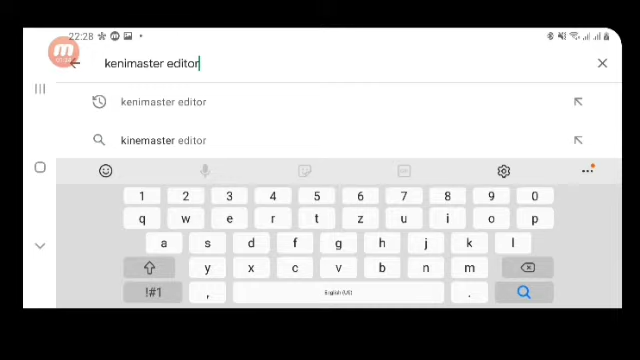 22:28
kenimaster editor
kenimaster editor
kinemaster editor
1 2 3 4 5 6 7 8 9 0
q w e r t z u i o p
a s d f g h j k l
y x c v b n m
!#1 , English (US) .